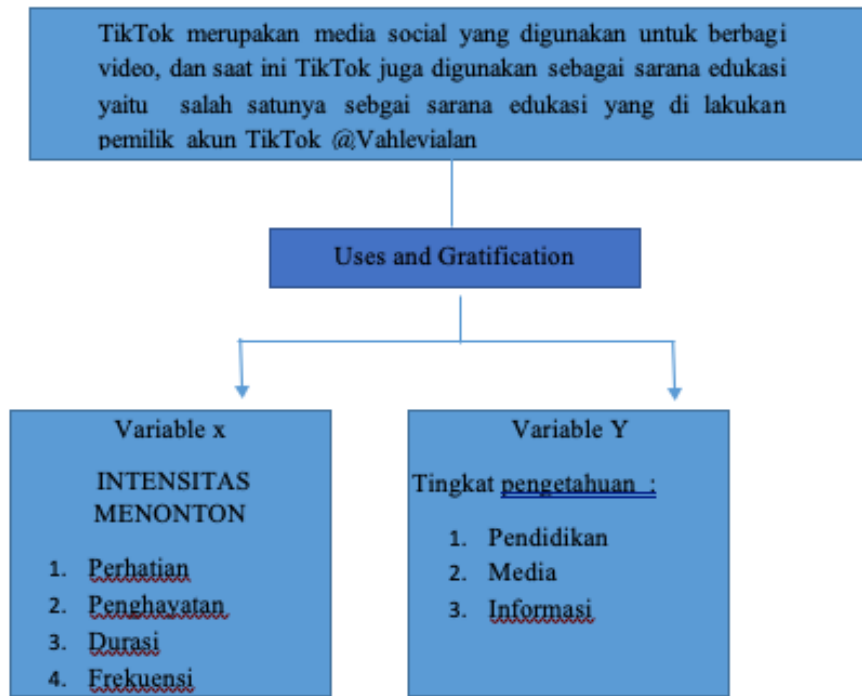 TikTok merupakan media social yang digunakan untuk berbagi
video, dan saat ini TikTok juga digunakan sebagai sarana edukasi
yaitu salah satunya sebgai sarana edukasi yang di lakukan
pemilik akun TikTok @Vahlevialan
Uses and Gratification
Variable x
INTENSITAS
MENONTON
1. Perhatian
2. Penghayatan
3. Durasi
4. Frekuensi
Variable Y
Tingkat pengetahuan :
1. Pendidikan
2. Media
3. Informasi